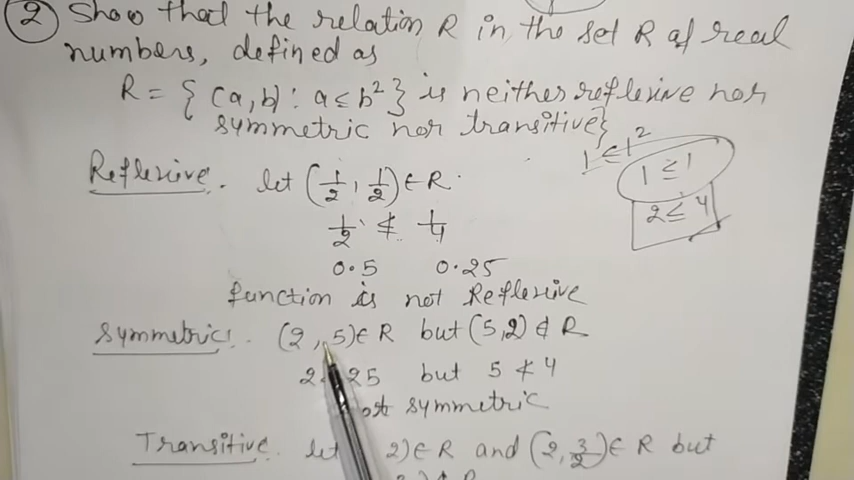 ② Show that the relation R in the set R of real
numbers, defined as
R = { (a,b) : a ≤ b² } is neither reflexive nor
symmetric nor transitive}
1 ≤ 1²
1 ≤ 1
2 ≤ 4
Reflexive. let (1/2, 1/2) ∈ R.
1/2 ≰ 1/4
0.5 0.25
function is not Reflexive
Symmetric. (2, 5) ∈ R but (5,2) ∉ R
2 25 but 5 ≮ 4
not symmetric
Transitive. let 2) ∈ R and (2, 3/2) ∈ R but
∉ R